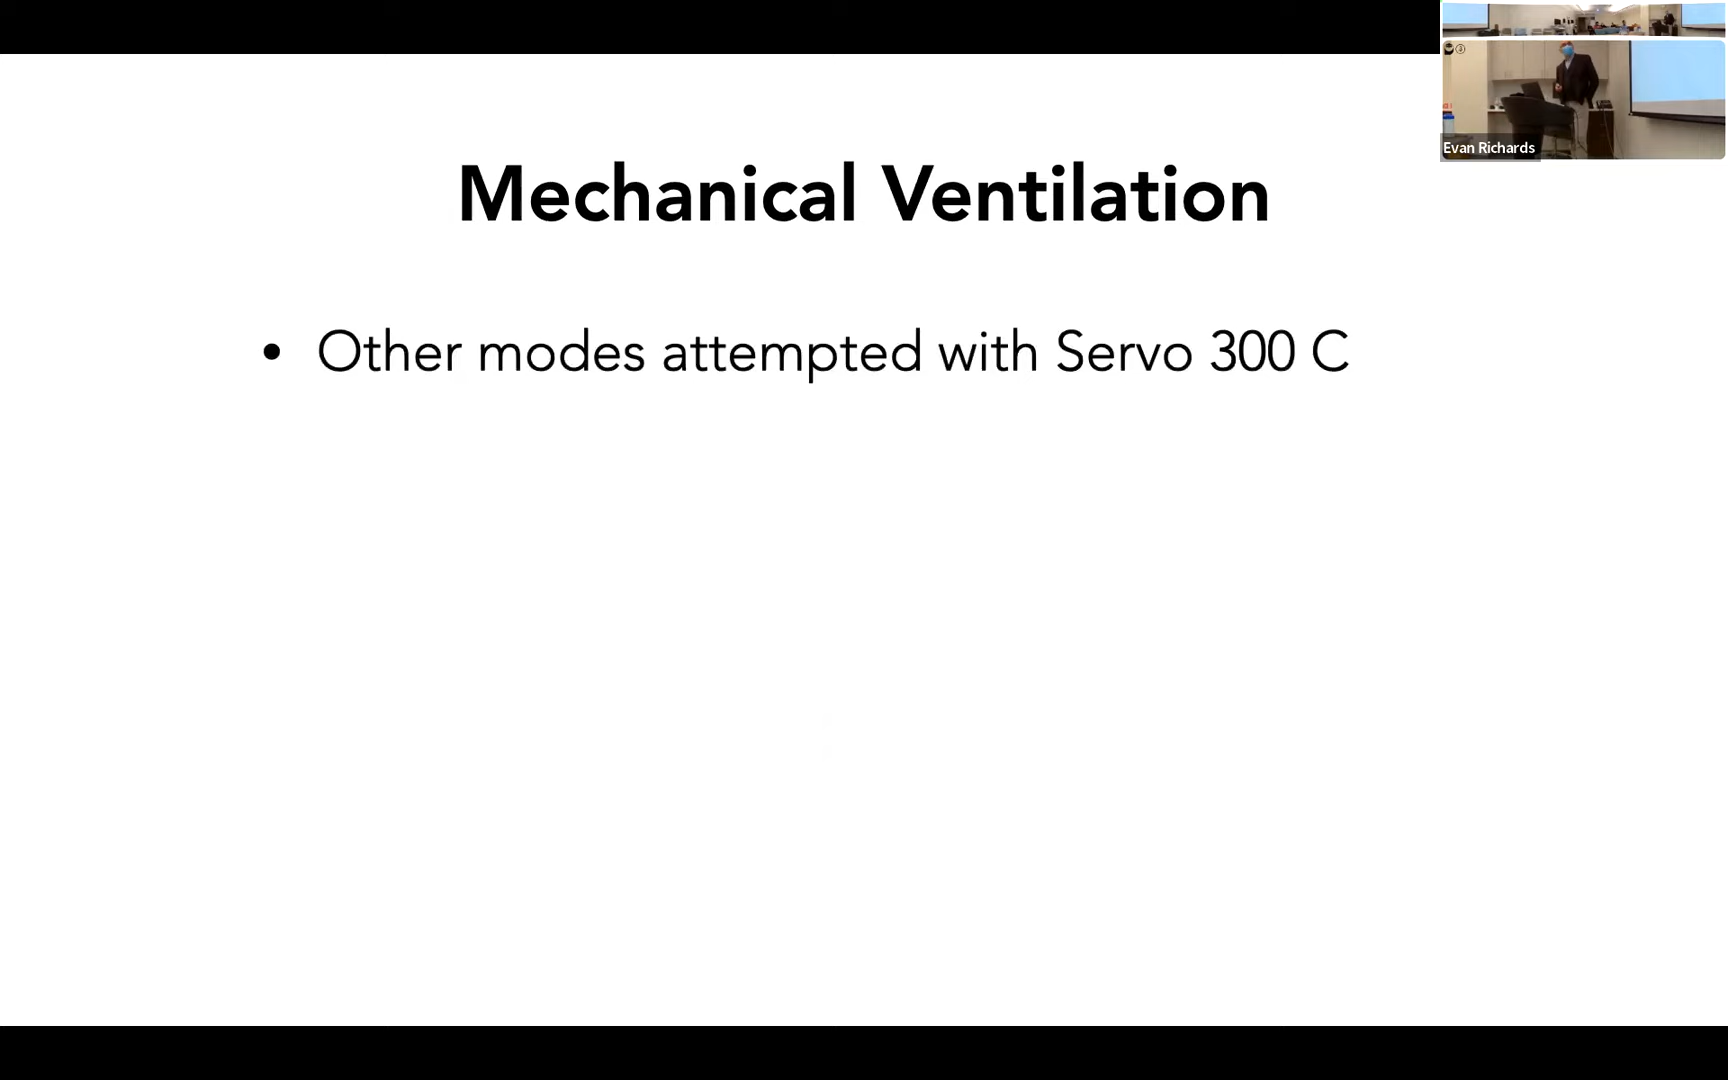 Mechanical Ventilation
• Other modes attempted with Servo 300 C
Evan Richards